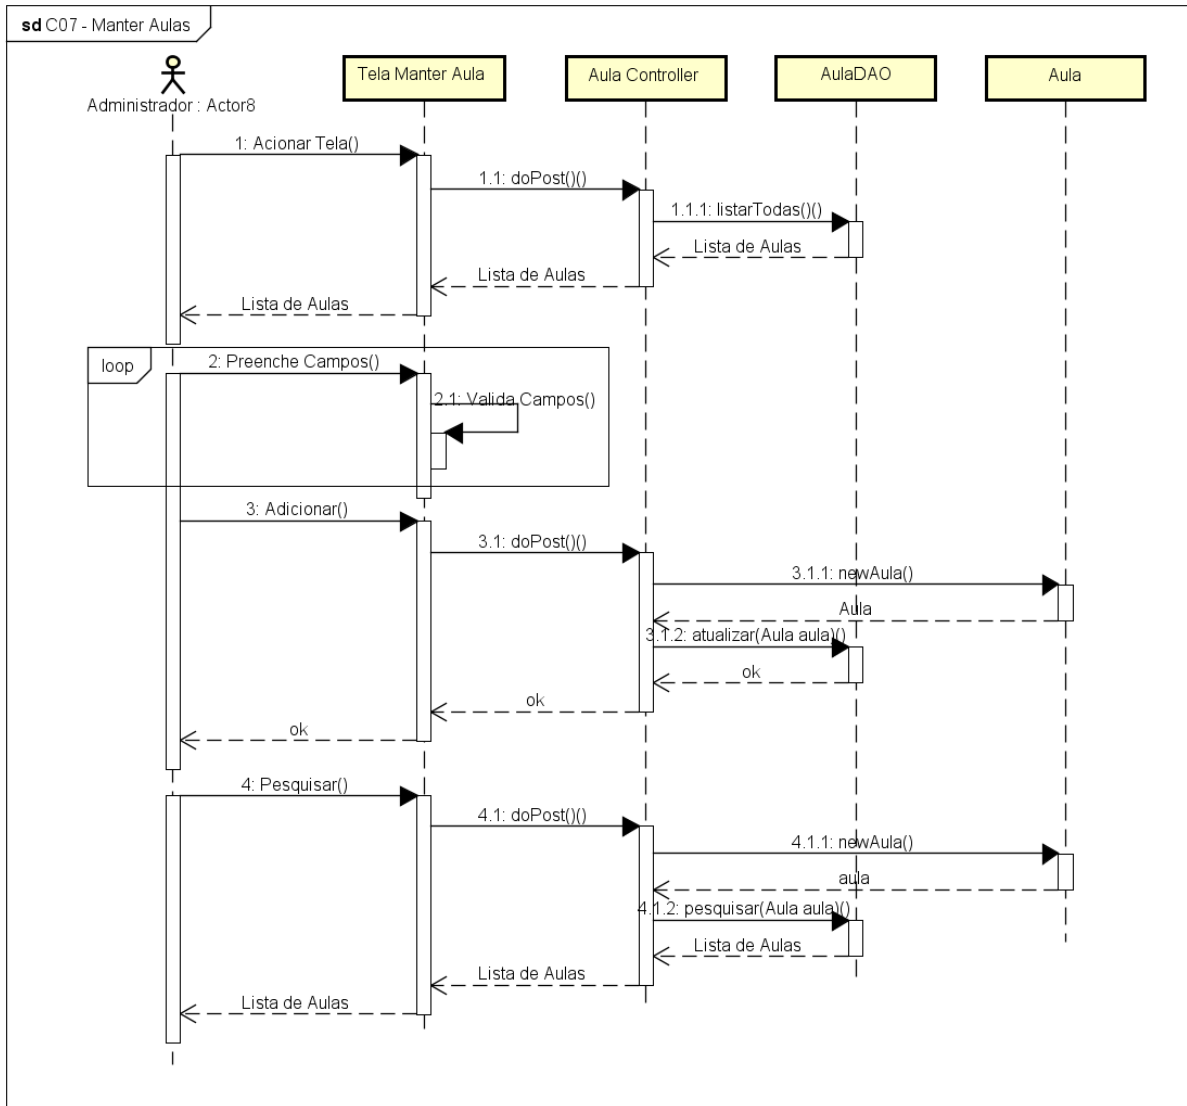 sd C07 - Manter Aulas
Administrador : Actor8
Tela Manter Aula
Aula Controller
AulaDAO
Aula
1: Acionar Tela()
1.1: doPost()()
1.1.1: listarTodas()()
Lista de Aulas
Lista de Aulas
Lista de Aulas
loop
2: Preenche Campos()
2.1: Valida Campos()
3: Adicionar()
3.1: doPost()()
3.1.1: newAula()
Aula
3.1.2: atualizar(Aula aula)()
ok
ok
ok
4: Pesquisar()
4.1: doPost()()
4.1.1: newAula()
aula
4.1.2: pesquisar(Aula aula)()
Lista de Aulas
Lista de Aulas
Lista de Aulas